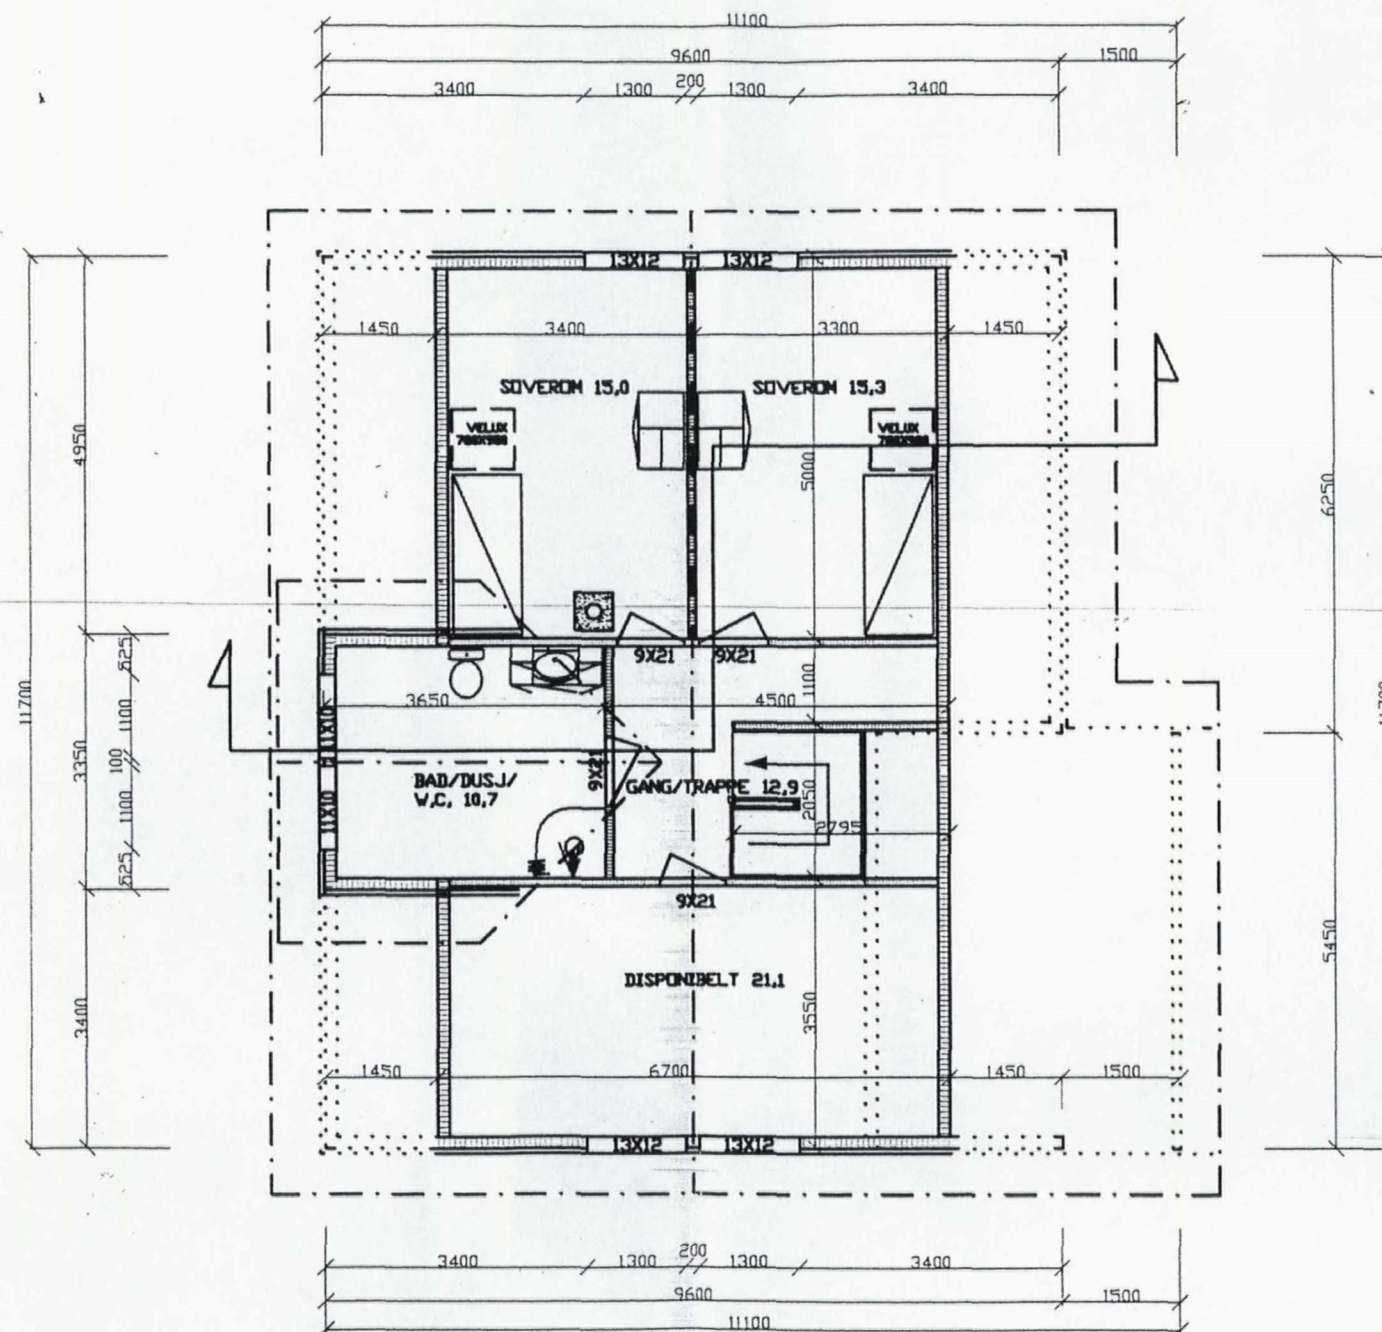 11100
9600 1500
3400 1300 200 1300 3400
13X12 13X12
1450 3400 3300 1450
SOVEROM 15,0 SOVEROM 15,3
VELUX VELUX
4950 5000 6250
9X21 9X21
525 1100
3650 4500
11700 3350 1100 100 1100 525
11X10
11X10
9X21
BAD/DUSJ/
W.C. 10,7
GANG/TRAPPE 12,9
2050
2795
9X21
DISPONIBELT 21,1
3400 3550 5450
1450 6700 1450 1500
13X12 13X12
3400 1300 200 1300 3400
9600 1500
11100